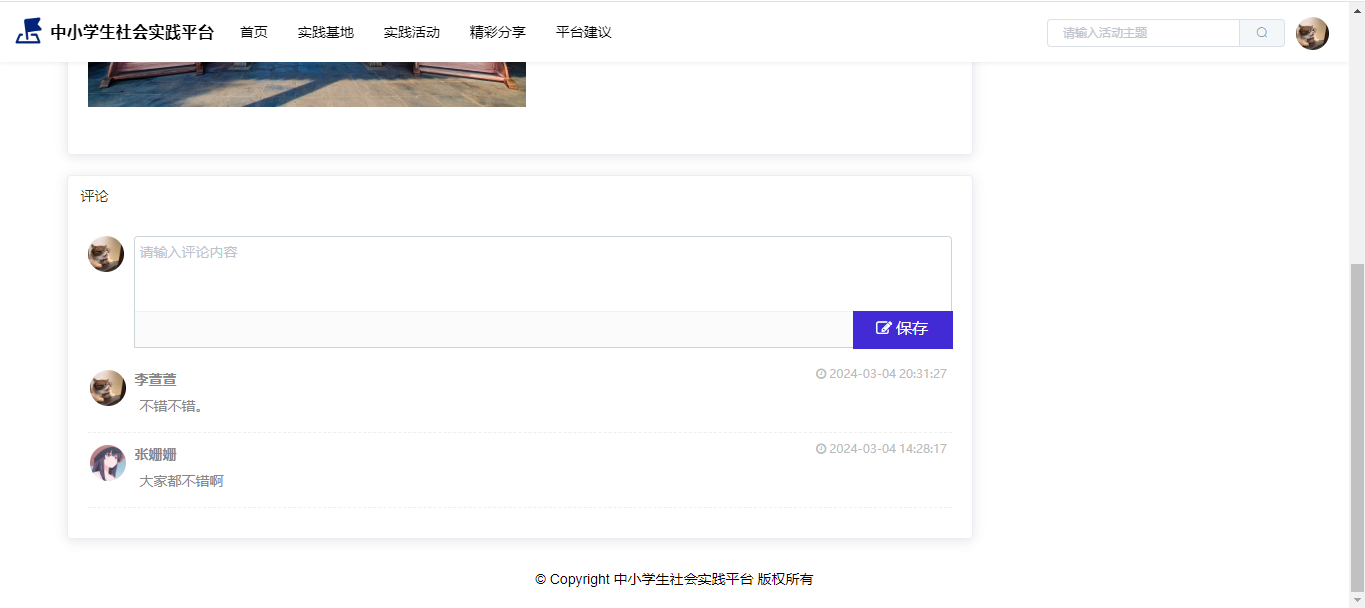 中小学生社会实践平台 首页 实践基地 实践活动 精彩分享 平台建议 请输入活动主题
评论
请输入评论内容
保存
李萱萱 2024-03-04 20:31:27
不错不错。
张姗姗 2024-03-04 14:28:17
大家都不错啊
© Copyright 中小学生社会实践平台 版权所有